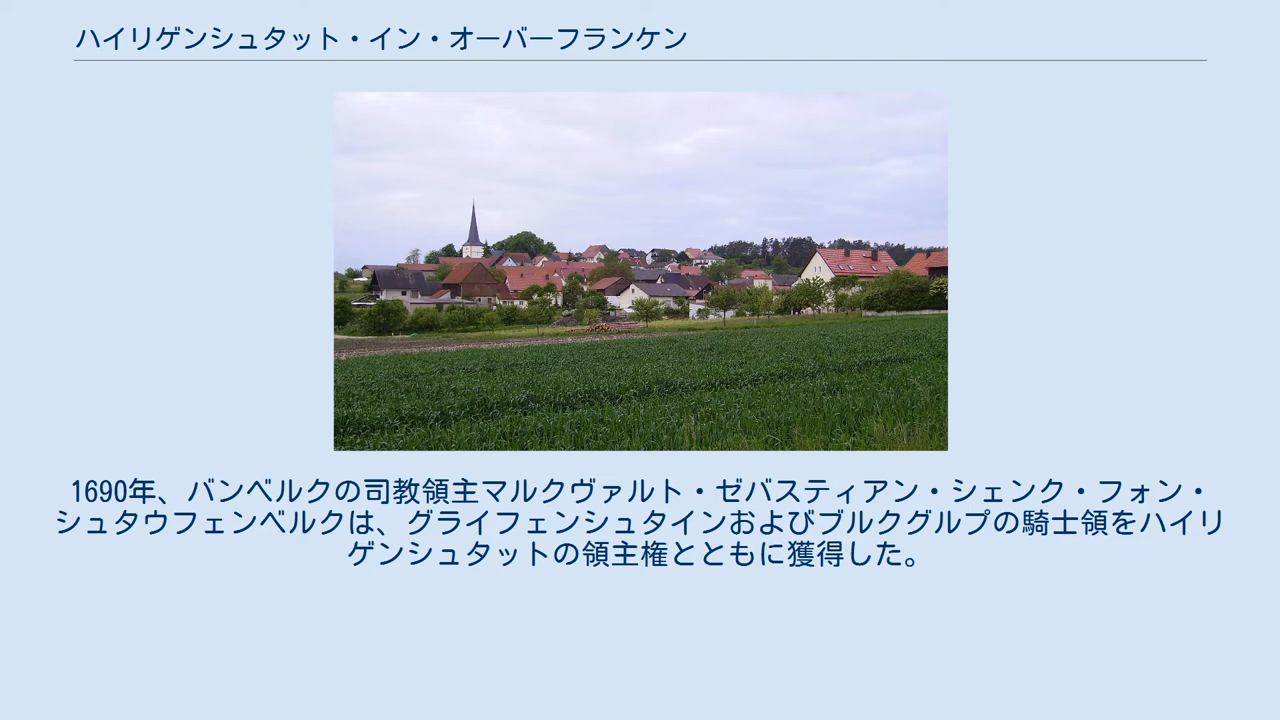 ハイリゲンシュタット・イン・オーバーフランケン
1690年、バンベルクの司教領主マルクヴァルト・ゼバスティアン・シェンク・フォン・
シュタウフェンベルクは、グライフェンシュタインおよびブルクグルプの騎士領をハイリ
ゲンシュタットの領主権とともに獲得した。